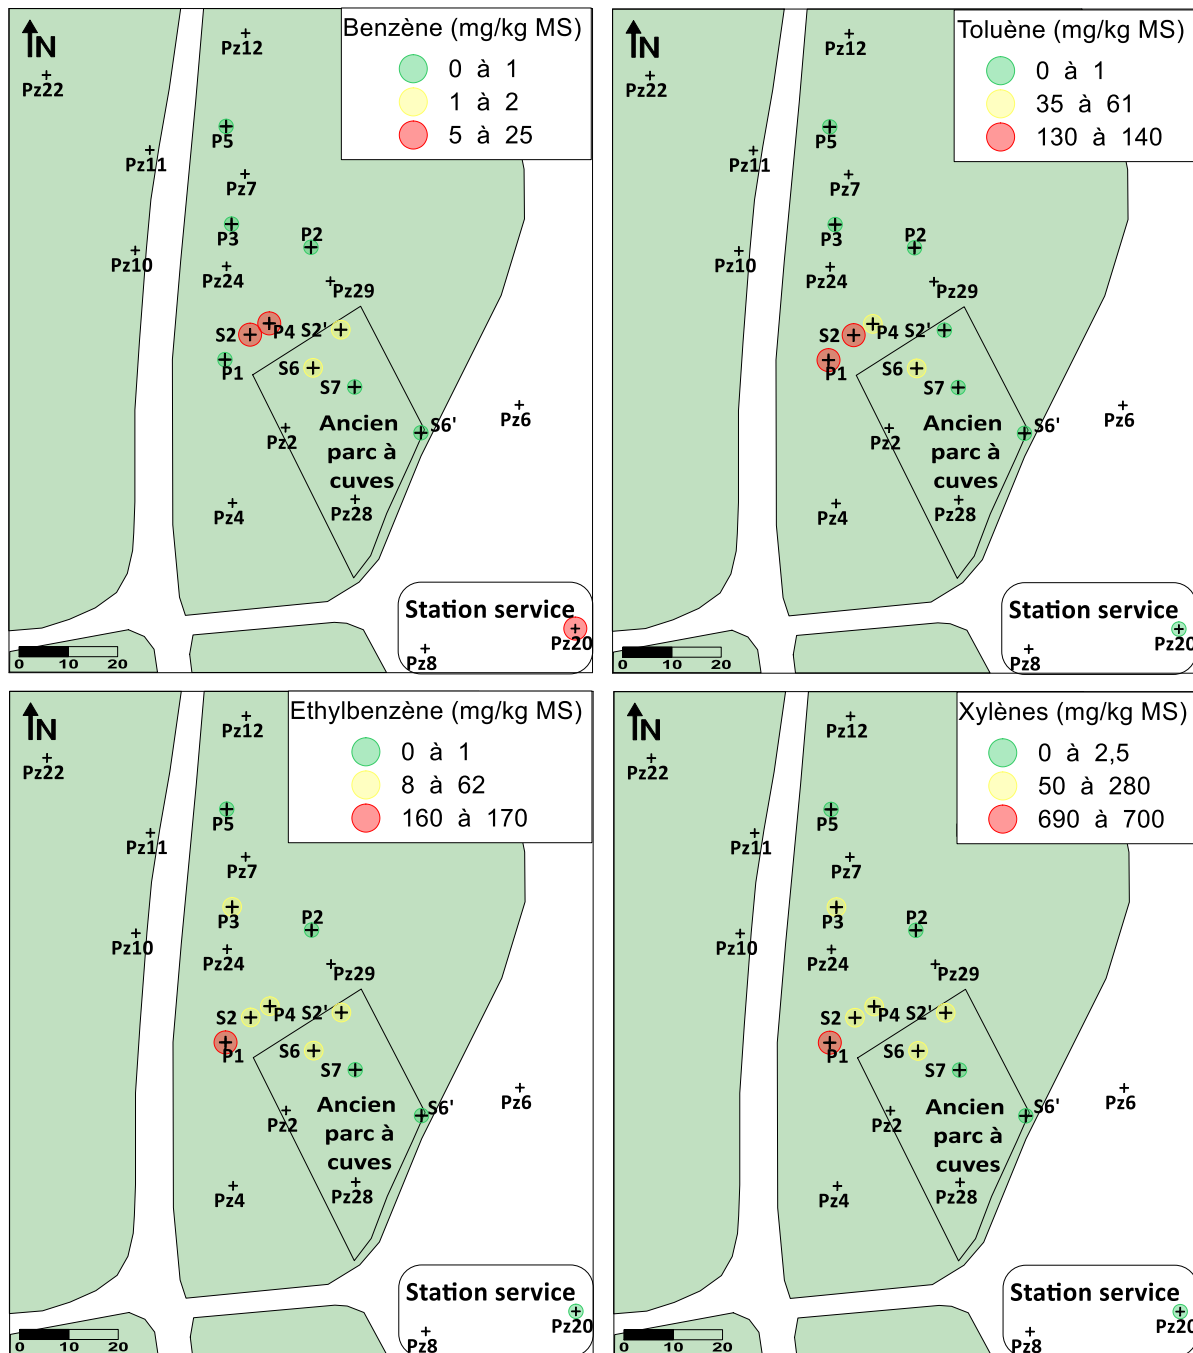 N
Benzène (mg/kg MS)
0 à 1
1 à 2
5 à 25
Pz12
Pz22
P5
Pz11
Pz7
P3
P2
Pz10
Pz24
Pz29
S2
P4
S2'
P1
S6
S7
Ancien
parc à
cuves
Pz2
S6'
Pz6
Pz4
Pz28
Station service
Pz20
Pz8
0 10 20
N
Toluène (mg/kg MS)
0 à 1
35 à 61
130 à 140
Pz12
Pz22
P5
Pz11
Pz7
P3
P2
Pz10
Pz24
Pz29
S2
P4
S2'
P1
S6
S7
Ancien
parc à
cuves
Pz2
S6'
Pz6
Pz4
Pz28
Station service
Pz20
Pz8
0 10 20
N
Ethylbenzène (mg/kg MS)
0 à 1
8 à 62
160 à 170
Pz12
Pz22
P5
Pz11
Pz7
P3
P2
Pz10
Pz24
Pz29
S2
P4
S2'
P1
S6
S7
Ancien
parc à
cuves
Pz2
S6'
Pz6
Pz4
Pz28
Station service
Pz20
Pz8
0 10 20
N
Xylènes (mg/kg MS)
0 à 2,5
50 à 280
690 à 700
Pz12
Pz22
P5
Pz11
Pz7
P3
P2
Pz10
Pz24
Pz29
S2
P4
S2'
P1
S6
S7
Ancien
parc à
cuves
Pz2
S6'
Pz6
Pz4
Pz28
Station service
Pz20
Pz8
0 10 20